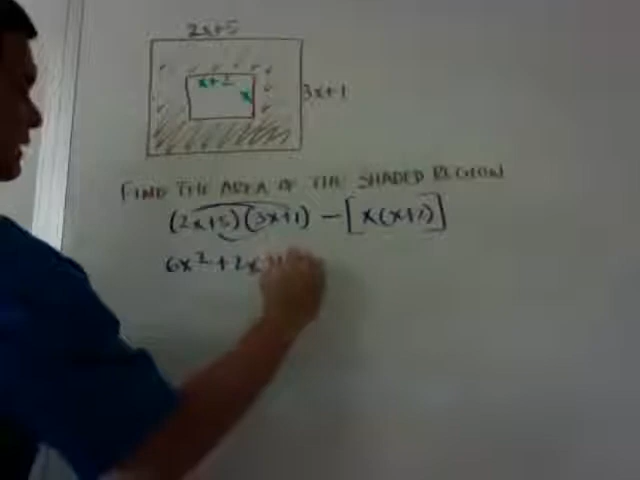 2x+5
x+2
x
3x+1
FIND THE AREA OF THE SHADED REGION
(2x+5)(3x+1) - [x(x+2)]
6x² + 2x +